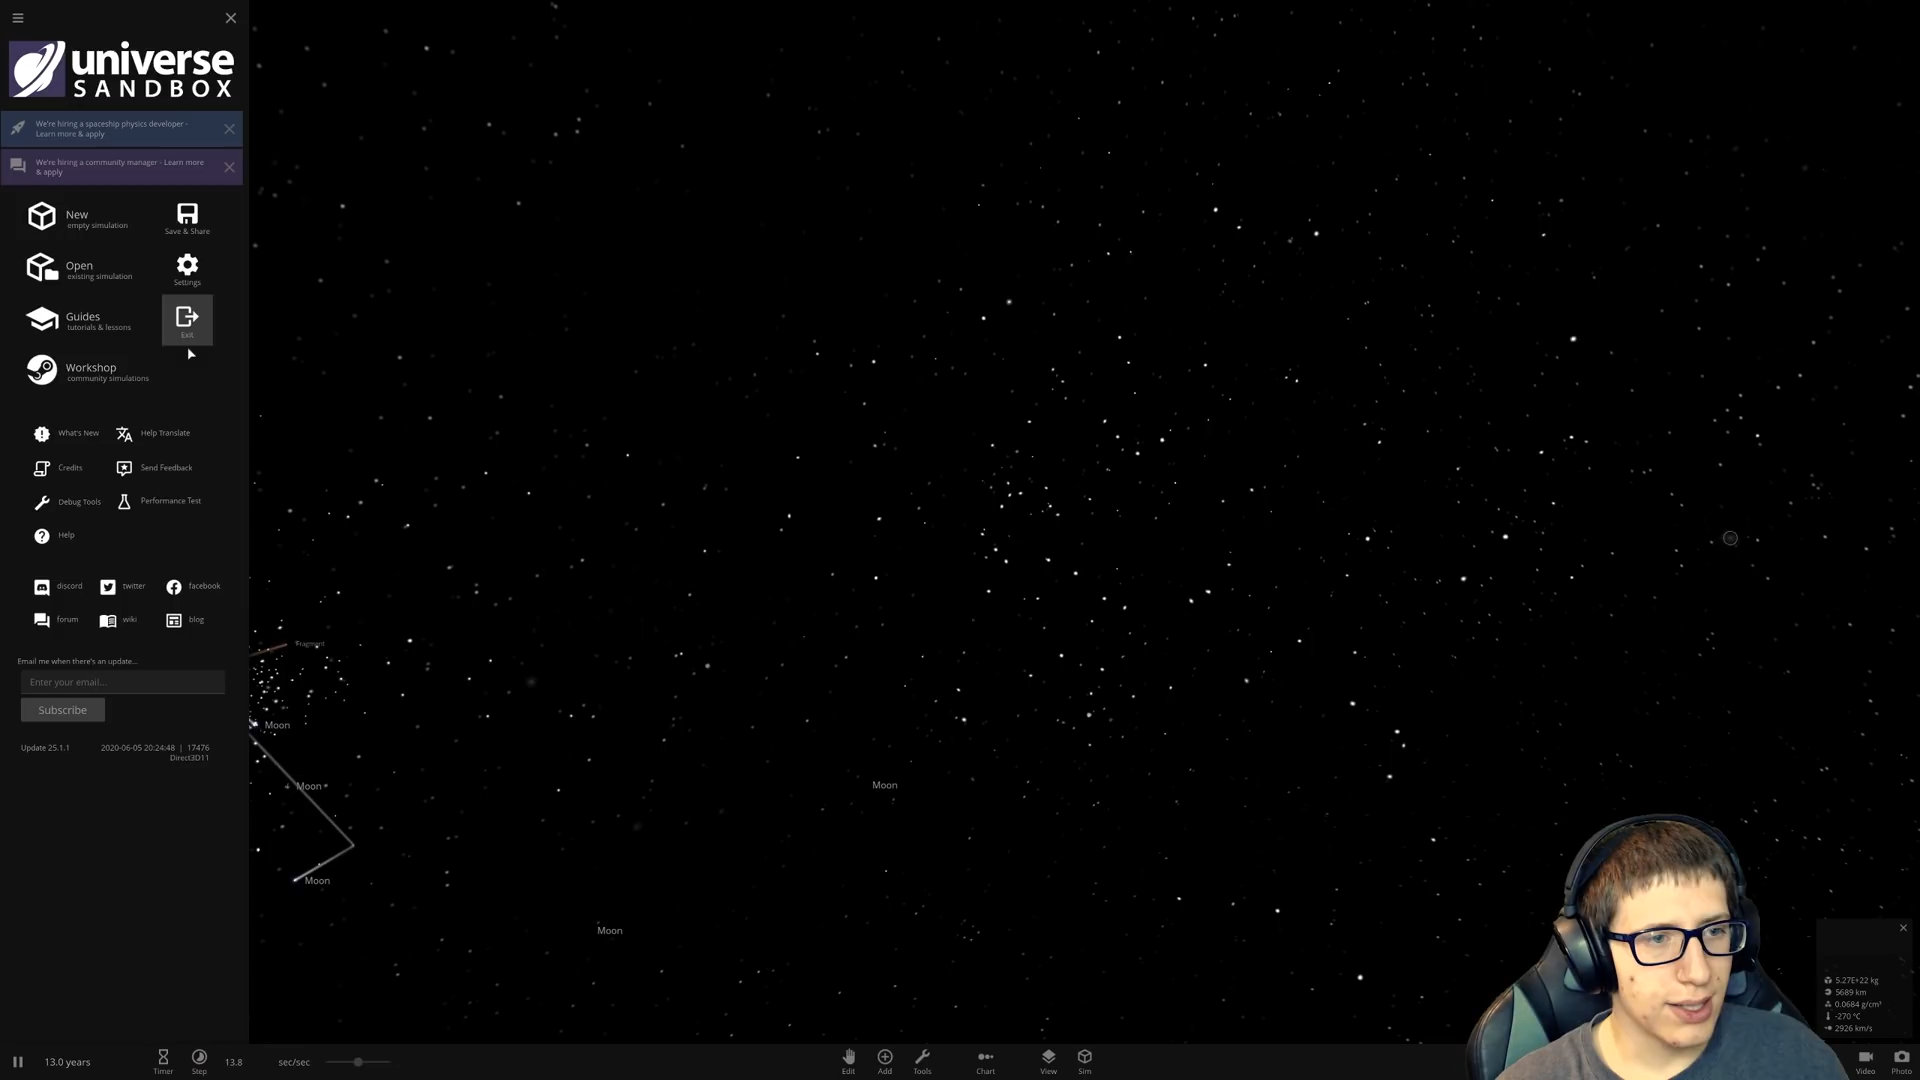 universe
SANDBOX
We're hiring a spaceship physics developer -
Learn more & apply
We're hiring a community manager - Learn more
& apply
New
empty simulation
Save & Share
Open
existing simulation
Settings
Guides
tutorials & lessons
Exit
Workshop
community simulations
What's New
Help Translate
Credits
Send Feedback
Debug Tools
Performance Test
Help
discord
twitter
facebook
forum
wiki
blog
Email me when there's an update...
Enter your email...
Subscribe
Update 25.1.1
2020-06-05 20:24:48 | 17476
Direct3D11
Fragment
Moon
Moon
Moon
Moon
Moon
5.27E+22 kg
5689 km
0.0684 g/cm³
-270 °C
2926 km/s
13.0 years
Timer
Step
13.8
sec/sec
Edit
Add
Tools
Chart
View
Sim
Video
Photo